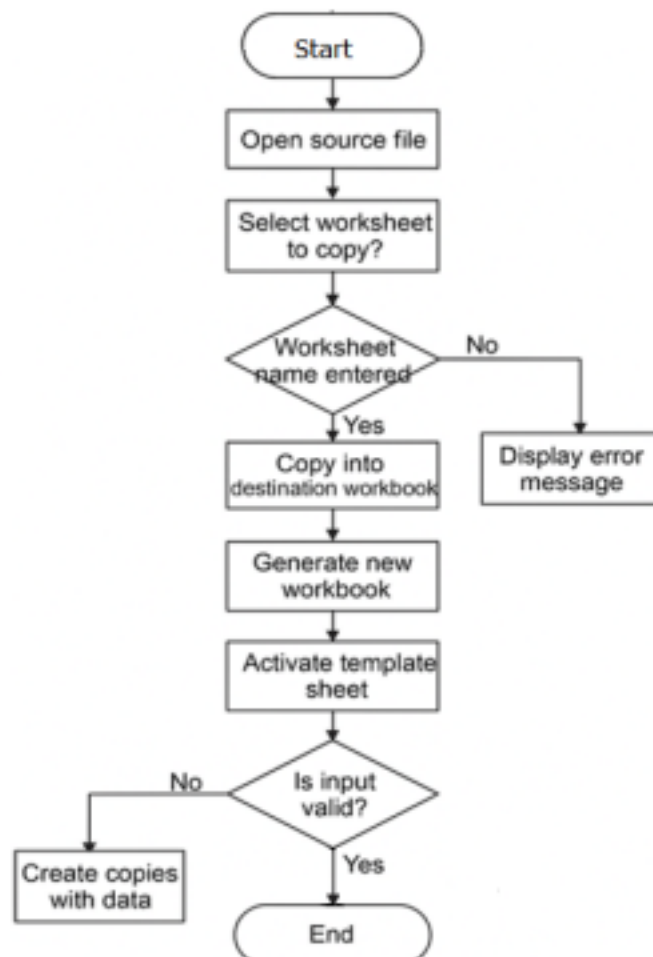 Start
Open source file
Select worksheet
to copy?
Worksheet
name entered
No
Yes
Display error
message
Copy into
destination workbook
Generate new
workbook
Activate template
sheet
No
Is input
valid?
Yes
Create copies
with data
End